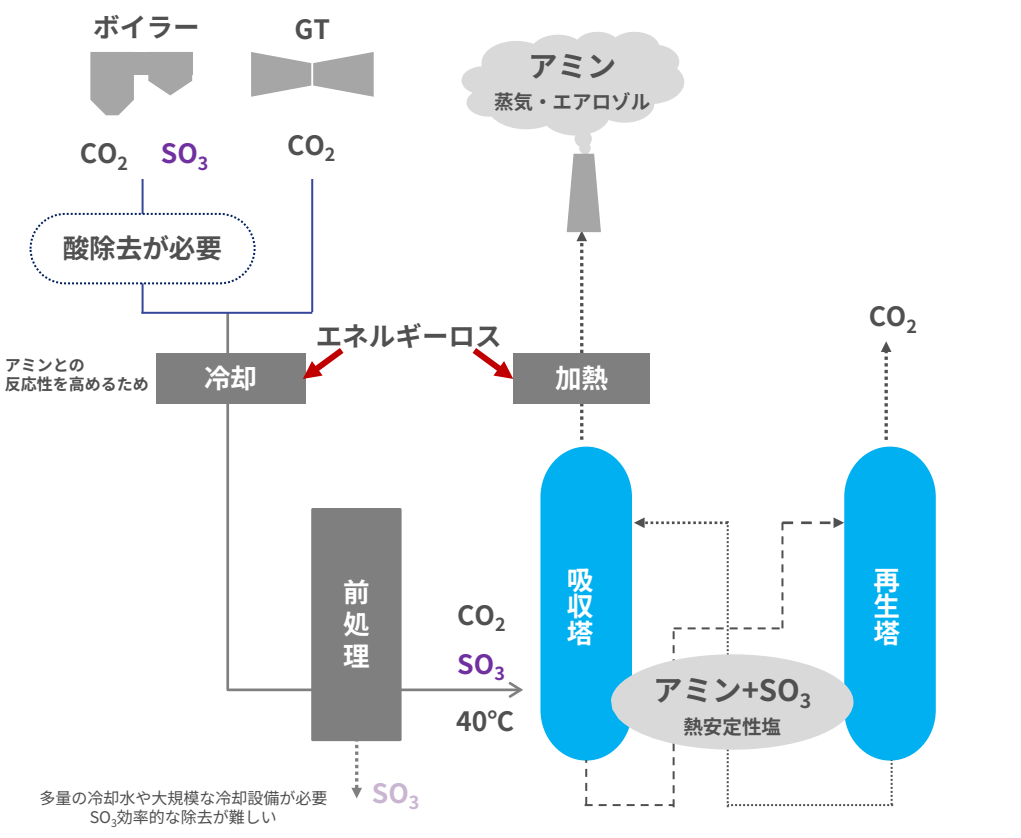 ボイラー
GT
CO2
SO3
CO2
酸除去が必要
アミン
蒸気・エアロゾル
エネルギーロス
アミンとの
反応性を高めるため
冷却
加熱
CO2
前処理
吸収塔
再生塔
CO2
SO3
40℃
アミン+SO3
熱安定性塩
SO3
多量の冷却水や大規模な冷却設備が必要
SO3効率的な除去が難しい